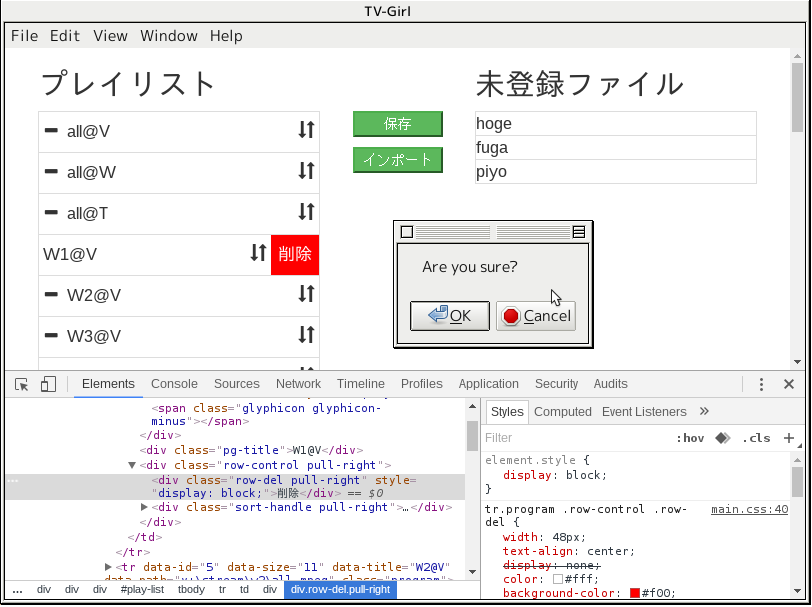 TV-Girl
File Edit View Window Help
プレイリスト
all@V
all@W
all@T
W1@V
削除
W2@V
W3@V
保存
インポート
未登録ファイル
hoge
fuga
piyo
Are you sure?
OK
Cancel
Elements Console Sources Network Timeline Profiles Application Security Audits
<span class="glyphicon glyphicon-
minus"></span>
</div>
<div class="pg-title">W1@V</div>
▼<div class="row-control pull-right">
<div class="row-del pull-right" style=
"display: block;">削除</div> == $0
▶<div class="sort-handle pull-right">…</div>
</div>
</td>
</tr>
▶<tr data-id="5" data-size="11" data-title="W2@V"
... div div div #play-list tbody tr td div div.row-del.pull-right
Styles Computed Event Listeners »
Filter :hov .cls +
element.style {
display: block;
}
tr.program .row-control .row- main.css:40
del {
width: 48px;
text-align: center;
display: none;
color: #fff;
background-color: #f00;